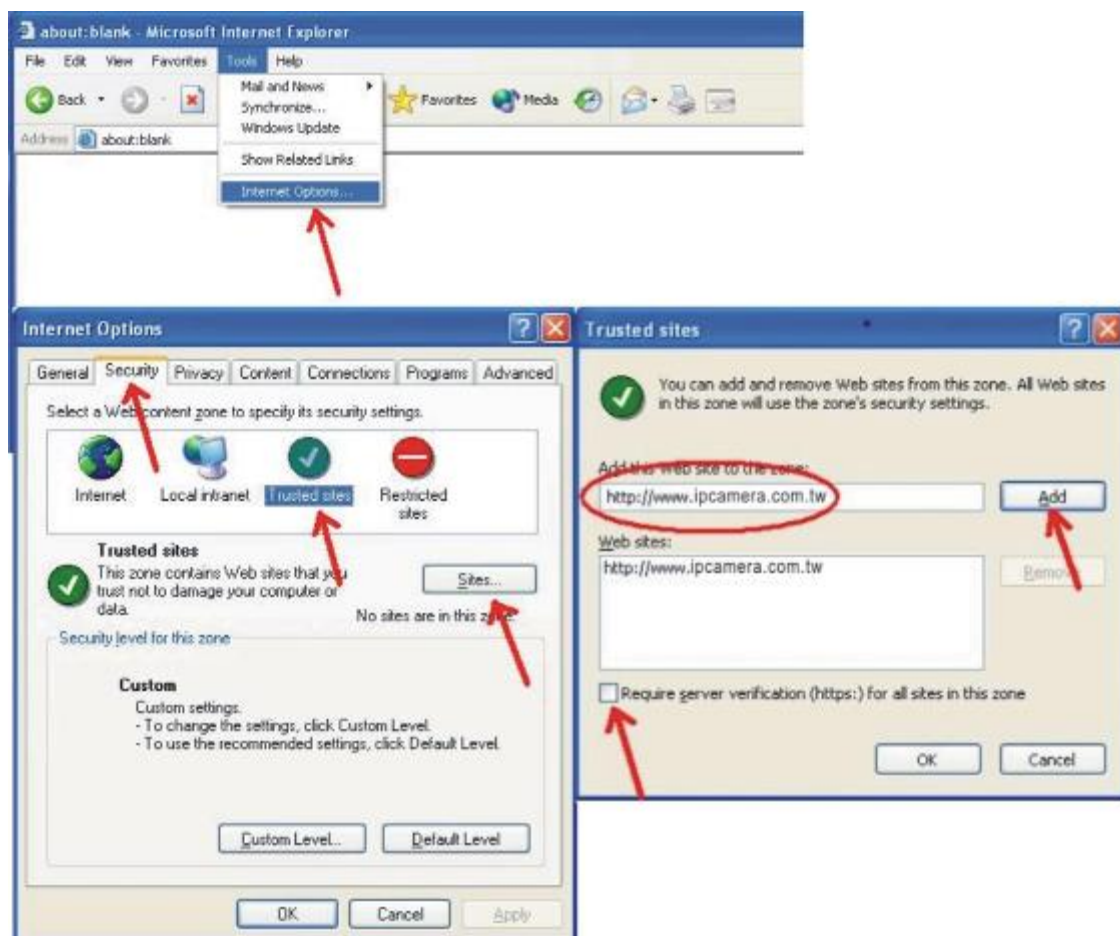 about:blank - Microsoft Internet Explorer
File Edit View Favorites Tools Help
Back Favorites Media
Mail and News
Synchronize...
Windows Update
Show Related Links
Internet Options...
Address about:blank
Internet Options
General Security Privacy Content Connections Programs Advanced
Select a Web content zone to specify its security settings.
Internet Local intranet Trusted sites Restricted sites
Trusted sites
This zone contains Web sites that you
trust not to damage your computer or
data.
Sites...
No sites are in this zone.
Security level for this zone
Custom
Custom settings.
- To change the settings, click Custom Level.
- To use the recommended settings, click Default Level.
Custom Level... Default Level
OK Cancel Apply
Trusted sites
You can add and remove Web sites from this zone. All Web sites
in this zone will use the zone's security settings.
Add this Web site to the zone:
http://www.ipcamera.com.tw Add
Web sites:
http://www.ipcamera.com.tw Remove
Require server verification (https:) for all sites in this zone
OK Cancel